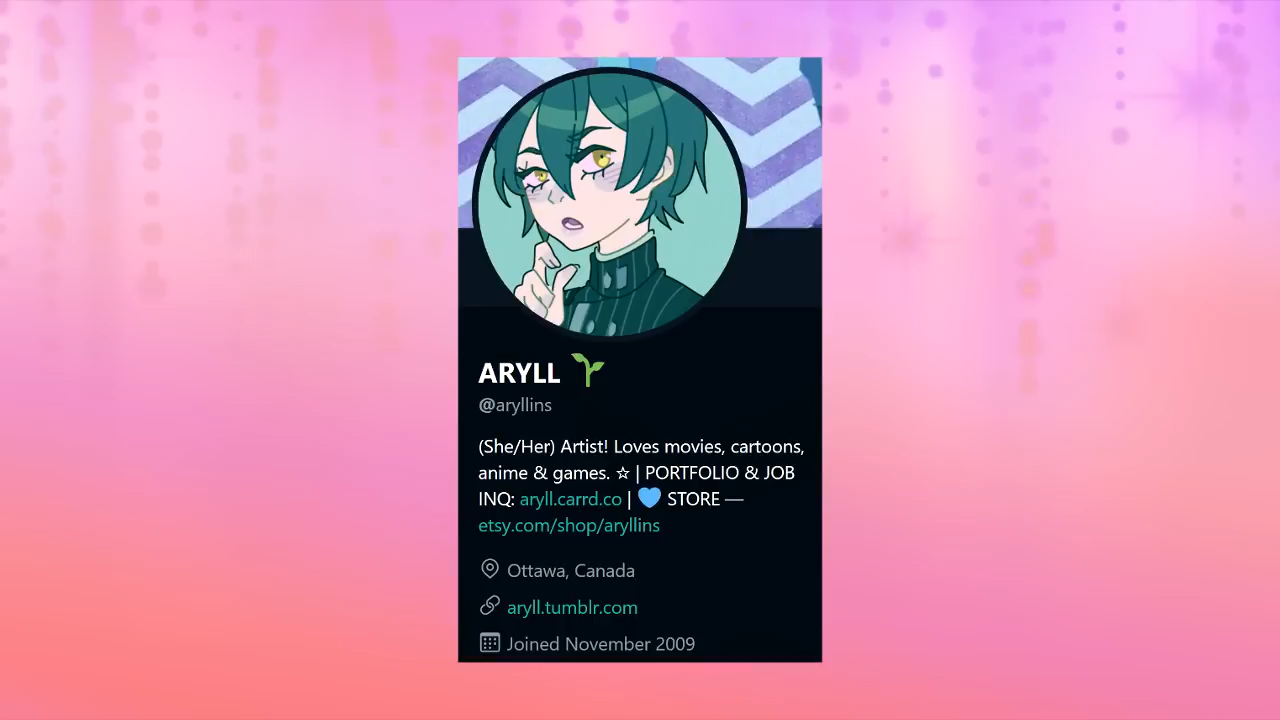 ARYLL 🌱
@aryllins
(She/Her) Artist! Loves movies, cartoons,
anime & games. ☆ | PORTFOLIO & JOB
INQ: aryll.carrd.co | 💙 STORE —
etsy.com/shop/aryllins
Ottawa, Canada
aryll.tumblr.com
Joined November 2009